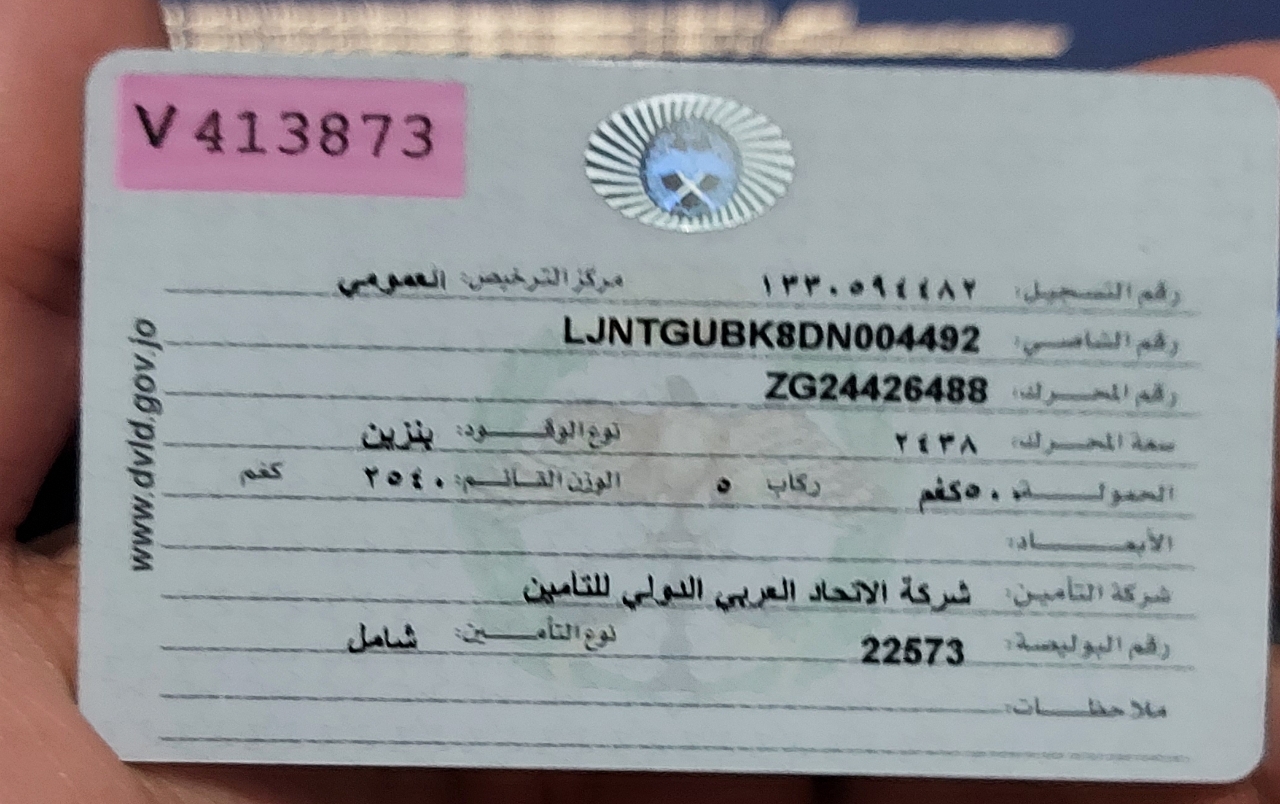 V 413873
رقم التسجيل: ١٣٣٠٥٩٤٤٨٢ مركز الترخيص: العمومي
رقم الشاصي: LJNTGUBK8DN004492
رقم المحرك: ZG24426488
سعة المحرك: ٢٤٣٨ نوع الوقود: بنزين
الحمولة: ٥٠٠كغم ركاب ٥ الوزن القائم: ٢٥٤٠ كغم
الأبعاد:
شركة التأمين: شركة الاتحاد العربي الدولي للتأمين
رقم البوليصة: 22573 نوع التأمين: شامل
ملاحظات:
www.dvld.gov.jo